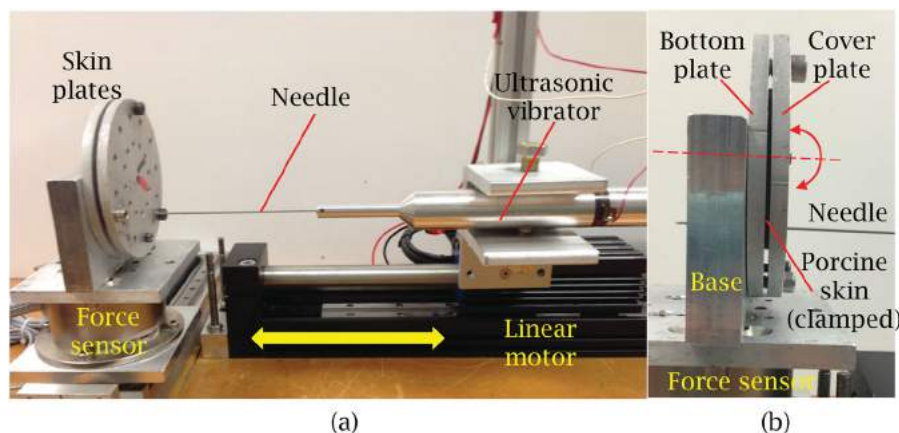 Skin
plates
Needle
Ultrasonic
vibrator
Force
sensor
Linear
motor
(a)
Bottom
plate
Cover
plate
Needle
Porcine
skin
(clamped)
Base
Force sensor
(b)